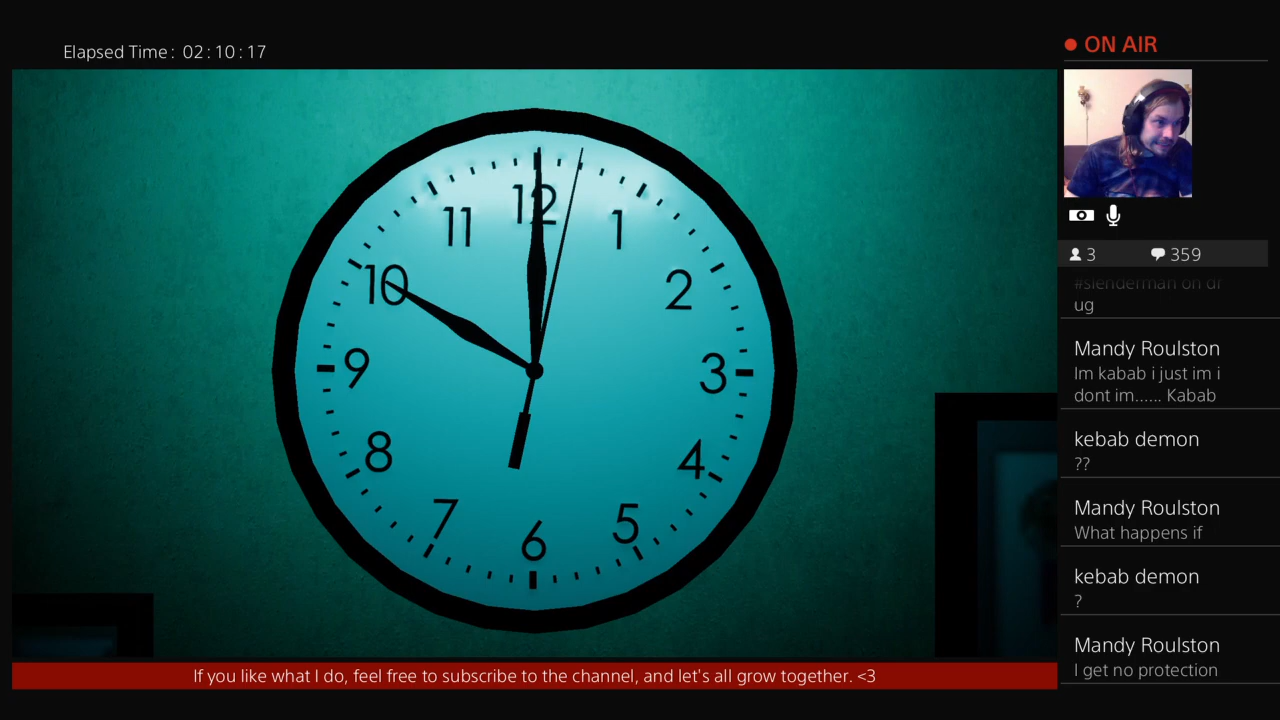 Elapsed Time: 02:10:17
ON AIR
12
1
2
3
4
5
6
7
8
9
10
11
3
359
#slenderman on dr
ug
Mandy Roulston
Im kabab i just im i
dont im...... Kabab
kebab demon
??
Mandy Roulston
What happens if
kebab demon
?
Mandy Roulston
I get no protection
If you like what I do, feel free to subscribe to the channel, and let's all grow together. <3